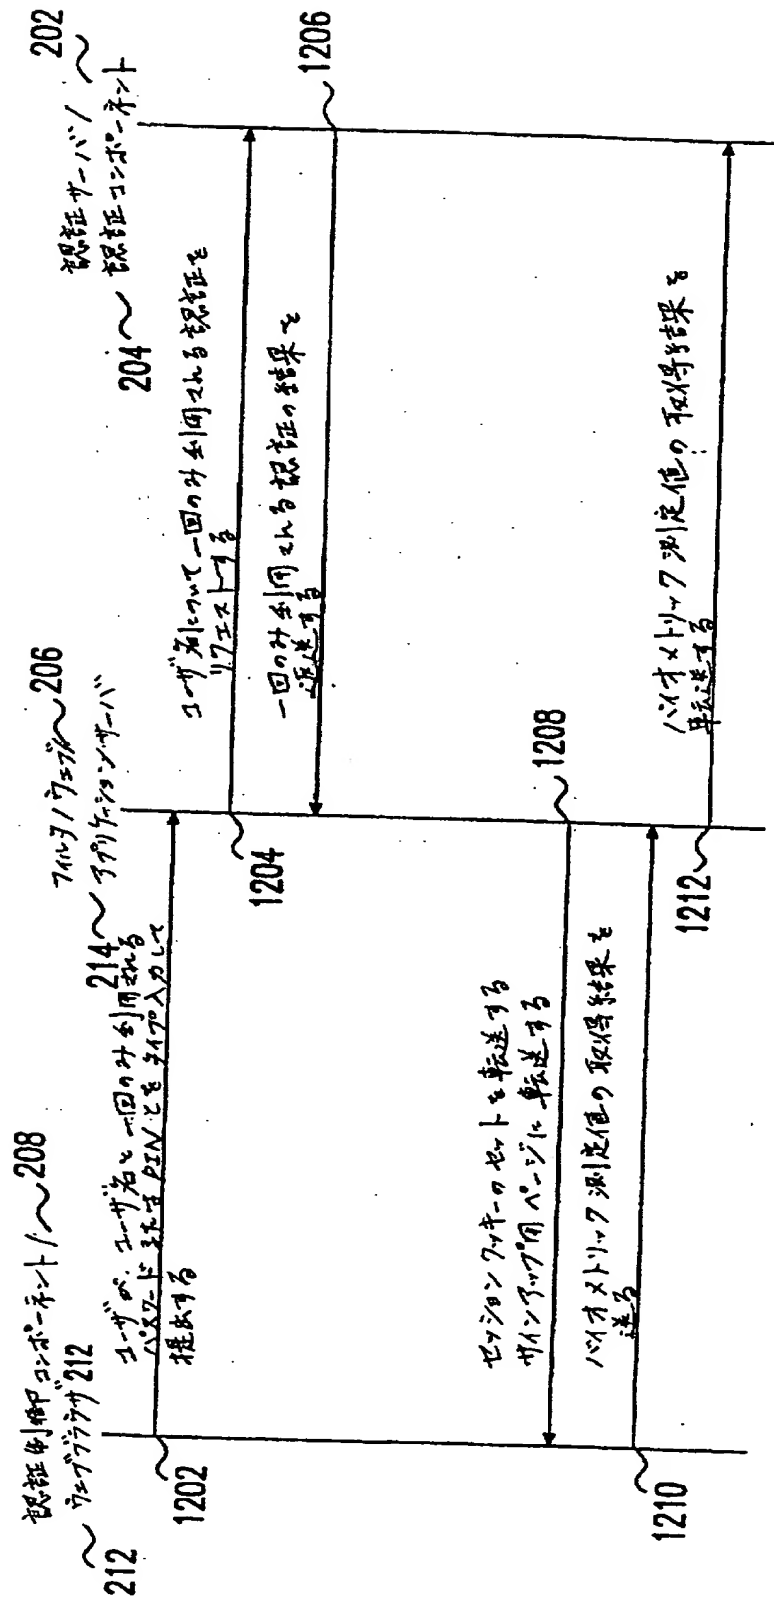 認証制御コンポーネント/
208
ウェブブラウザ 212
212
フィルタ/ウェブ
206
214
アプリケーションサーバ
認証サーバ/
202
204
認証コンポーネント
ユーザが、ユーザ名と一回のみ利用される
パスワードまたはPINとをタイプ入力して
提出する
1202
ユーザ名について一回のみ利用される認証を
リクエストする
1204
一回のみ利用される認証の結果を
返送する
1206
セッションクッキーのセットを転送する
サインアップ用ページに転送する
1208
バイオメトリック測定値の取得結果を
送る
1210
バイオメトリック測定値の取得結果を
転送する
1212